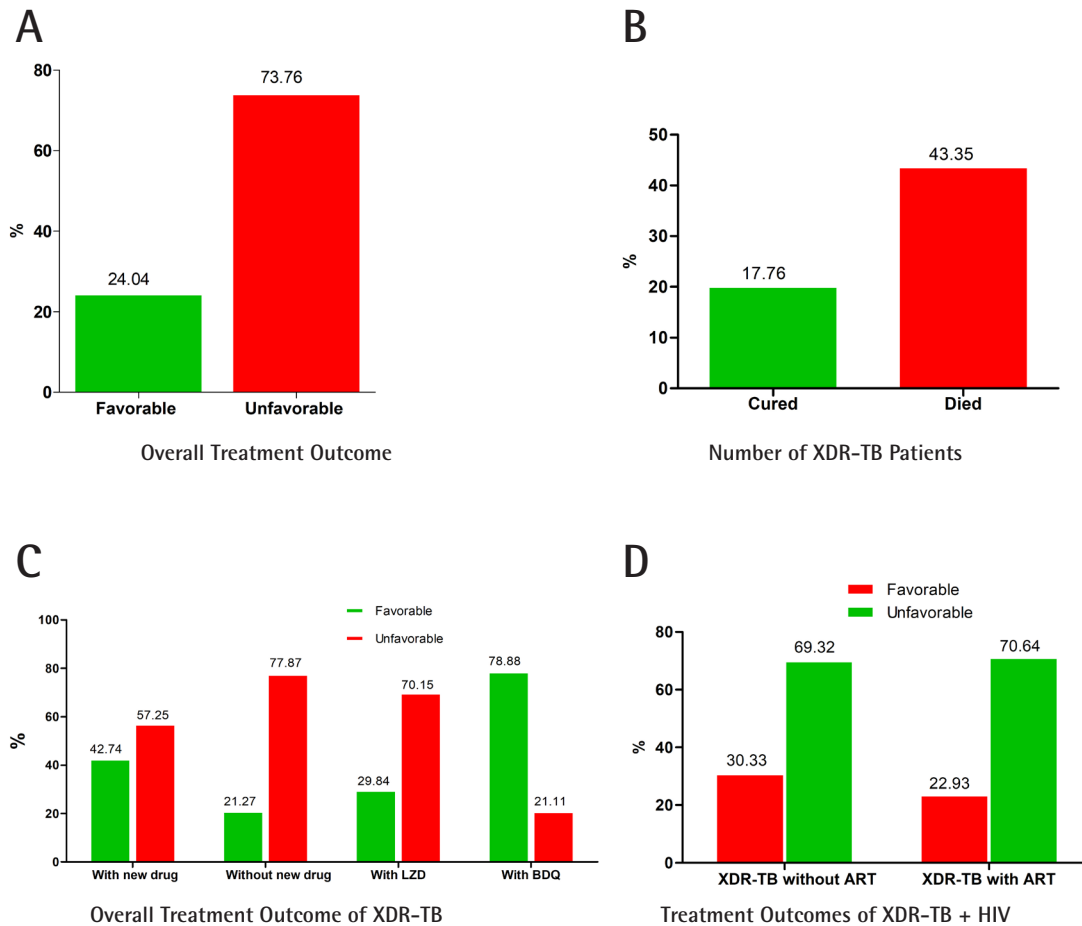 A
80
60
40
20
0
%
73.76
24.04
Favorable Unfavorable
Overall Treatment Outcome
B
50
40
30
20
10
0
%
43.35
17.76
Cured Died
Number of XDR-TB Patients
C
Favorable
Unfavorable
100
80
60
40
20
0
%
42.74 57.25 21.27 77.87 29.84 70.15 78.88 21.11
With new drug Without new drug With LZD With BDQ
Overall Treatment Outcome of XDR-TB
D
Favorable
Unfavorable
80
60
40
20
0
%
30.33 69.32 22.93 70.64
XDR-TB without ART XDR-TB with ART
Treatment Outcomes of XDR-TB + HIV